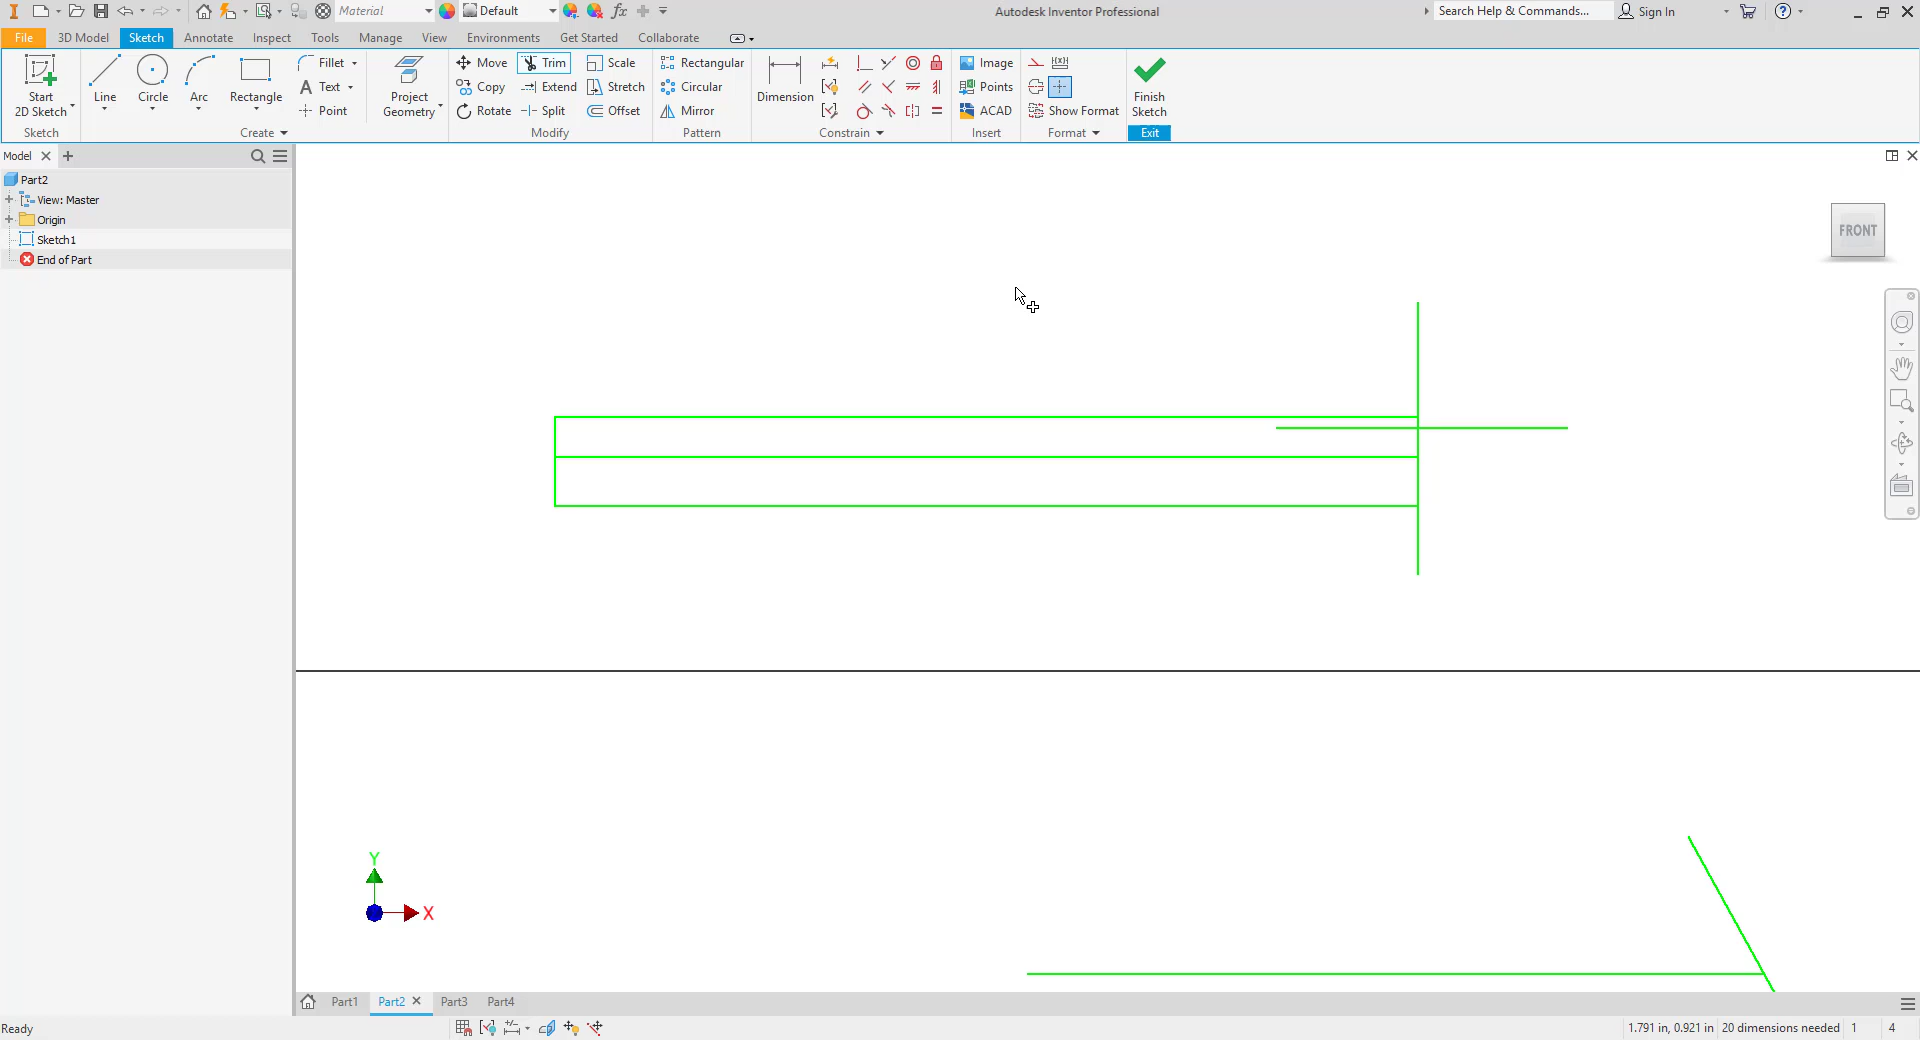 Material Default Autodesk Inventor Professional Search Help & Commands... Sign In
File 3D Model Sketch Annotate Inspect Tools Manage View Environments Get Started Collaborate
Start 2D Sketch Line Circle Arc Rectangle Fillet Text Point Project Geometry
Move Trim Scale Rectangular Image
Copy Extend Stretch Circular Dimension Points Finish Sketch
Rotate Split Offset Mirror ACAD Show Format
Sketch Create Modify Pattern Constrain Insert Format Exit
Model
Part2
View: Master
Origin
Sketch1
End of Part
FRONT
Y
X
Part1 Part2 Part3 Part4
Ready 1.791 in, 0.921 in 20 dimensions needed 1 4